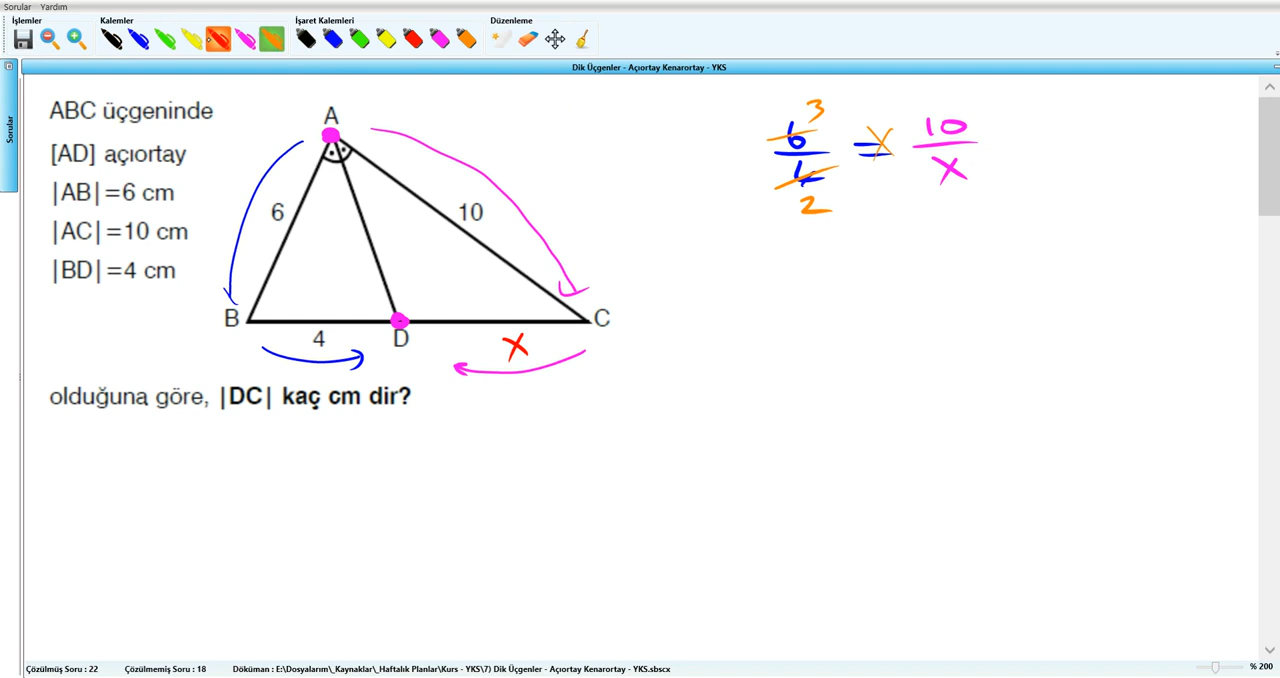 Sorular Yardım
İşlemler Kalemler İşaret Kalemleri Düzenleme
Dik Üçgenler - Açıortay Kenarortay - YKS
Sorular
ABC üçgeninde
[AD] açıortay
|AB|=6 cm
|AC|=10 cm
|BD|=4 cm
A
6
10
B
4
D
x
C
olduğuna göre, |DC| kaç cm dir?
3
6
4
2
=
x
10
x
Çözülmüş Soru : 22 Çözülmemiş Soru : 18 Döküman : E:\Dosyalarım\_Kaynaklar\_Haftalık Planlar\Kurs - YKS\7) Dik Üçgenler - Açıortay Kenarortay - YKS.sbscx % 200